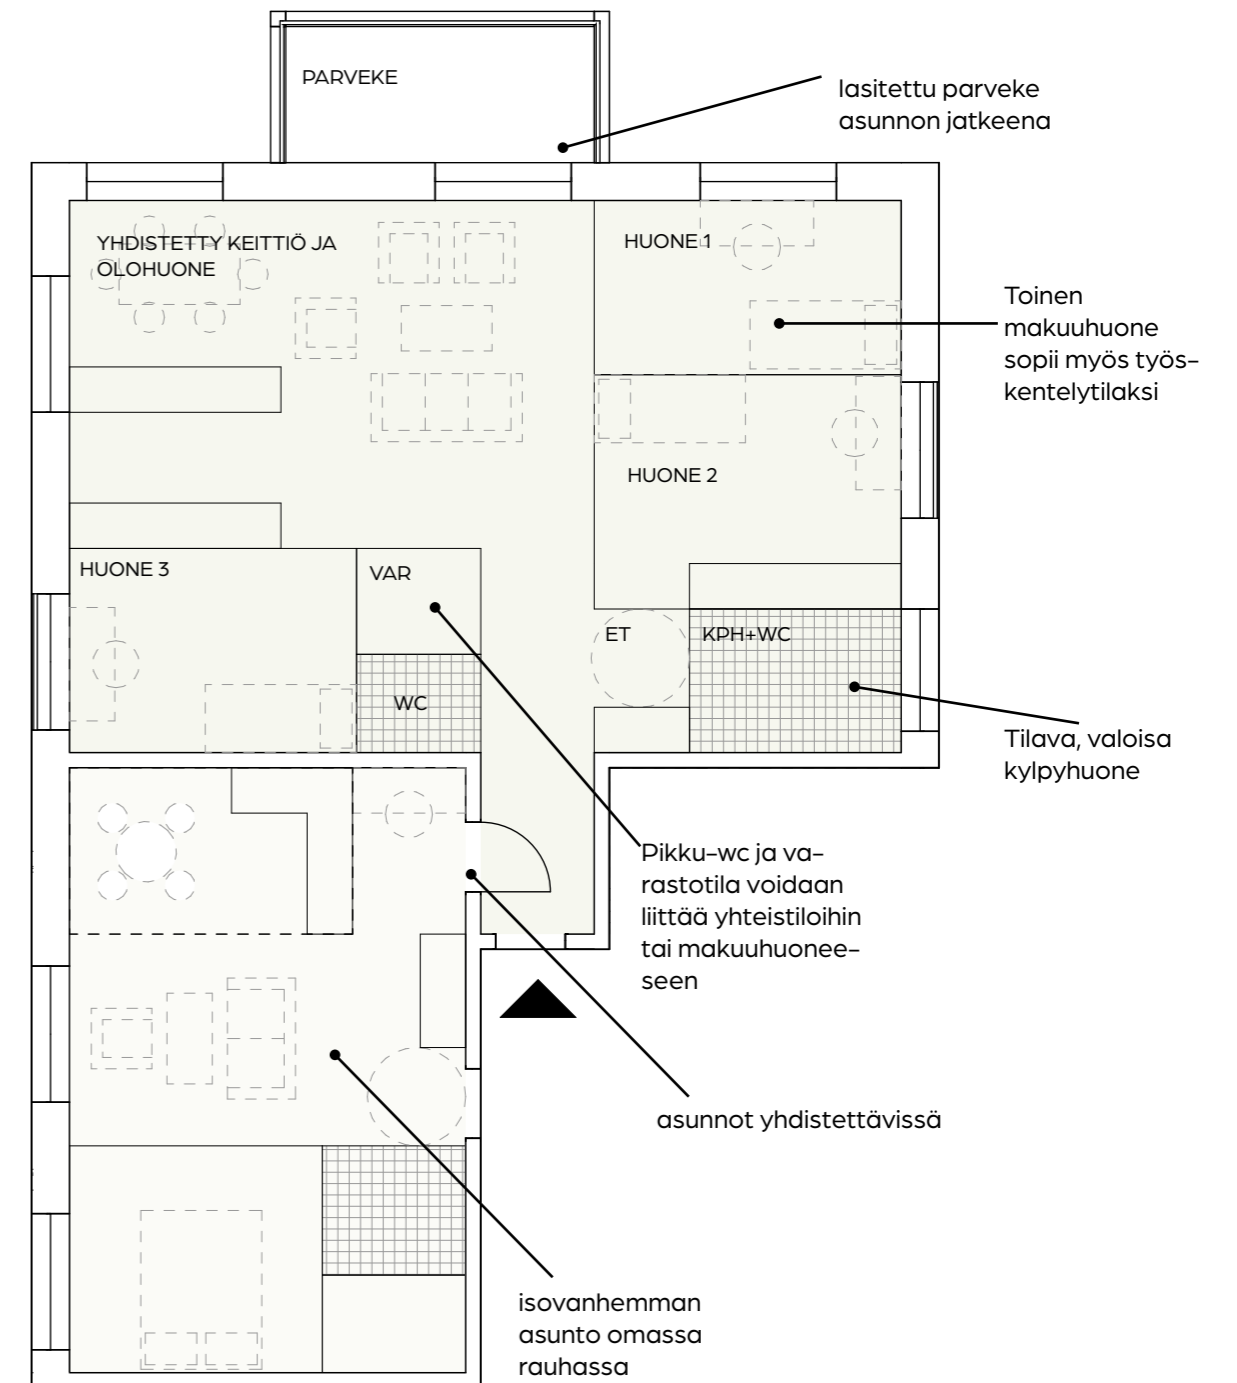 PARVEKE
lasitettu parveke
asunnon jatkeena
YHDISTETTY KEITTIÖ JA
OLOHUONE
HUONE 1
Toinen
makuuhuone
sopii myös työs-
kentelytilaksi
HUONE 2
HUONE 3
VAR
ET
KPH+WC
WC
Tilava, valoisa
kylpyhuone
Pikku-wc ja va-
rastotila voidaan
liittää yhteistiloihin
tai makuuhuonee-
seen
asunnot yhdistettävissä
isovanhemman
asunto omassa
rauhassa